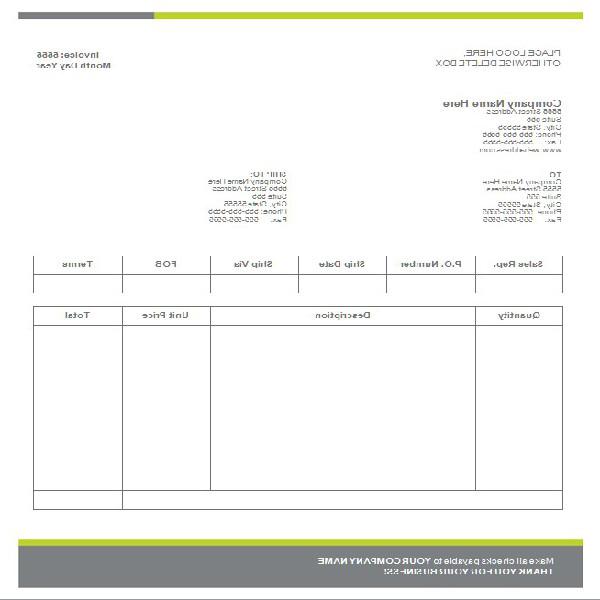 PLACE LOGO HERE,
OTHERWISE DELETE BOX
Invoice: 5555
Month Day Year
Company Name Here
5555 Street Address
Suite 555
City, State 55555
Phone: 555-555-5555
Fax: 555-555-5555
www.webaddress.com
TO
Company Name Here
5555 Street Address
Suite 555
City, State 55555
Phone: 555-555-5555
Fax: 555-555-5555
SHIP TO:
Company Name Here
5555 Street Address
Suite 555
City, State 55555
Phone: 555-555-5555
Fax: 555-555-5555
Sales Rep. P.O. Number Ship Date Ship Via FOB Terms
Quantity Description Unit Price Total
Make all checks payable to YOUR COMPANY NAME
THANK YOU FOR YOUR BUSINESS!